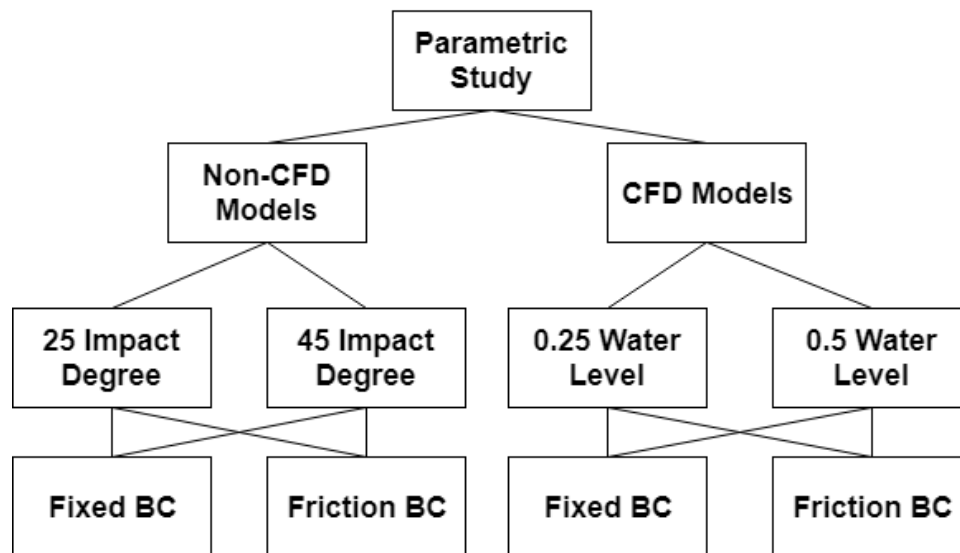 Parametric
Study
Non-CFD
Models
CFD Models
25 Impact
Degree
45 Impact
Degree
0.25 Water
Level
0.5 Water
Level
Fixed BC
Friction BC
Fixed BC
Friction BC